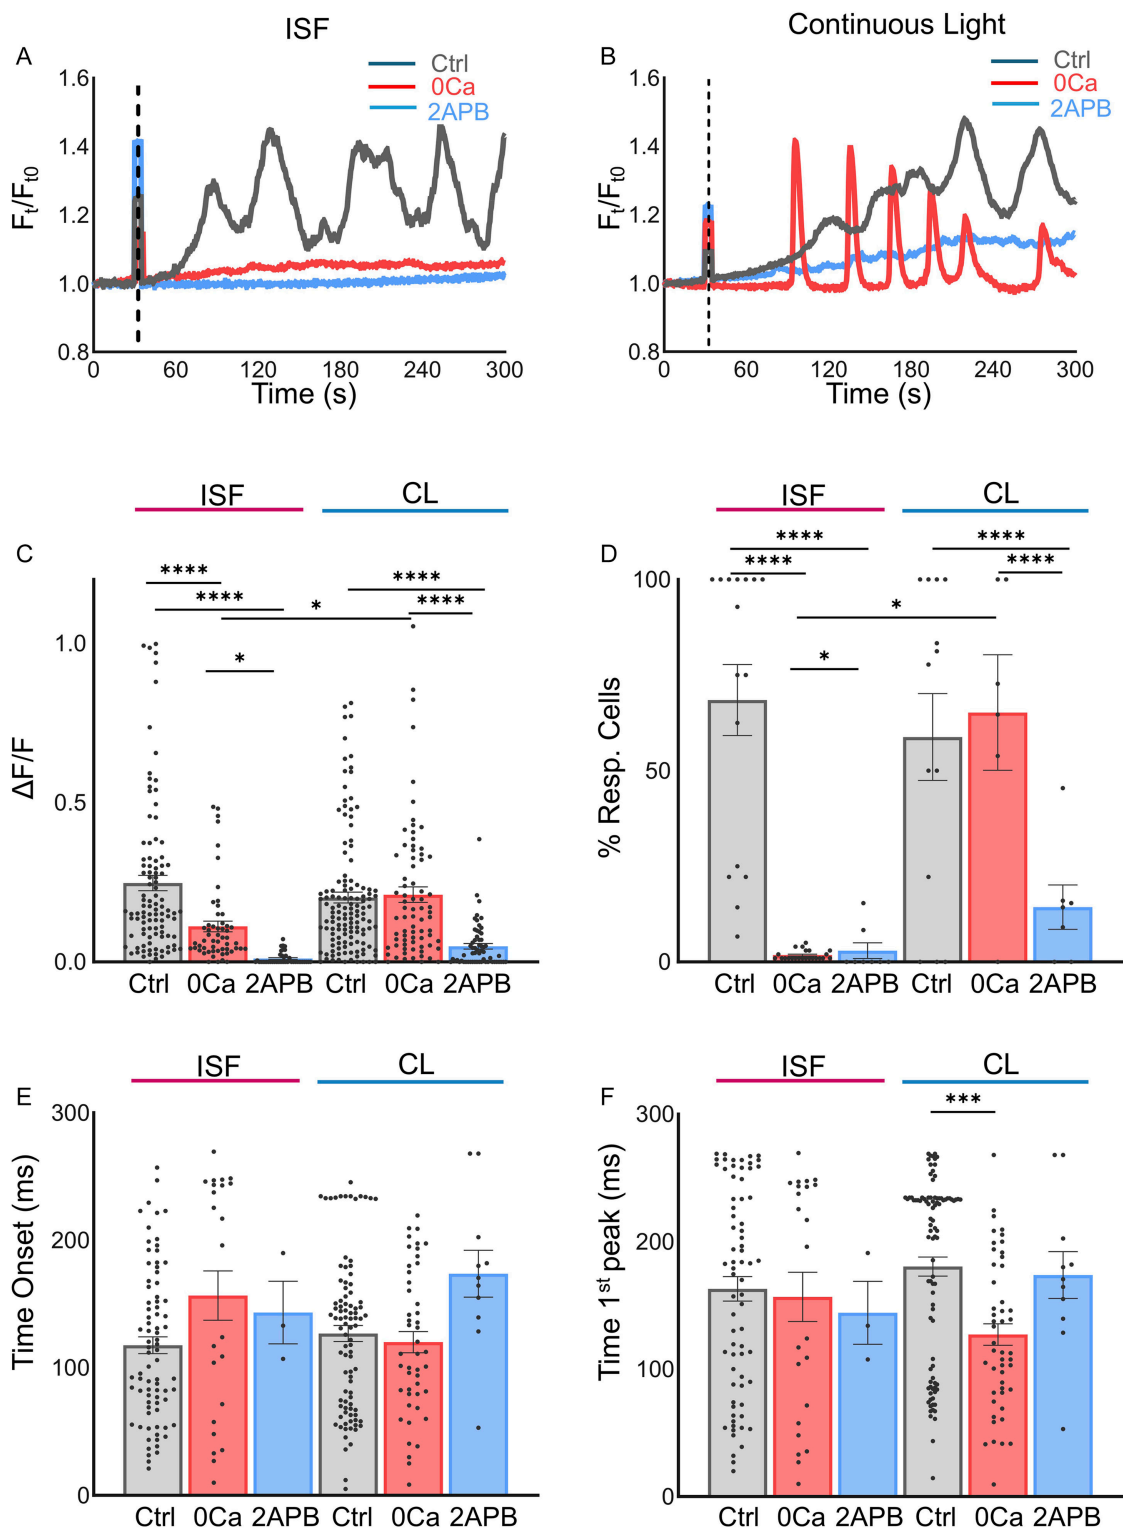 ISF
Continuous Light
A
Ctrl
0Ca
2APB
B
Ctrl
0Ca
2APB
1.6
1.4
1.2
1.0
0.8
Ft/Ft0
0 60 120 180 240 300
Time (s)
1.6
1.4
1.2
1.0
0.8
Ft/Ft0
0 60 120 180 240 300
Time (s)
ISF CL
C
**** **** * * **** ****
1.0
0.5
0.0
ΔF/F
Ctrl 0Ca 2APB Ctrl 0Ca 2APB
ISF CL
D
**** **** * * **** ****
100
50
0
% Resp. Cells
Ctrl 0Ca 2APB Ctrl 0Ca 2APB
ISF CL
E
300
200
100
0
Time Onset (ms)
Ctrl 0Ca 2APB Ctrl 0Ca 2APB
ISF CL
F
***
300
200
100
0
Time 1st peak (ms)
Ctrl 0Ca 2APB Ctrl 0Ca 2APB